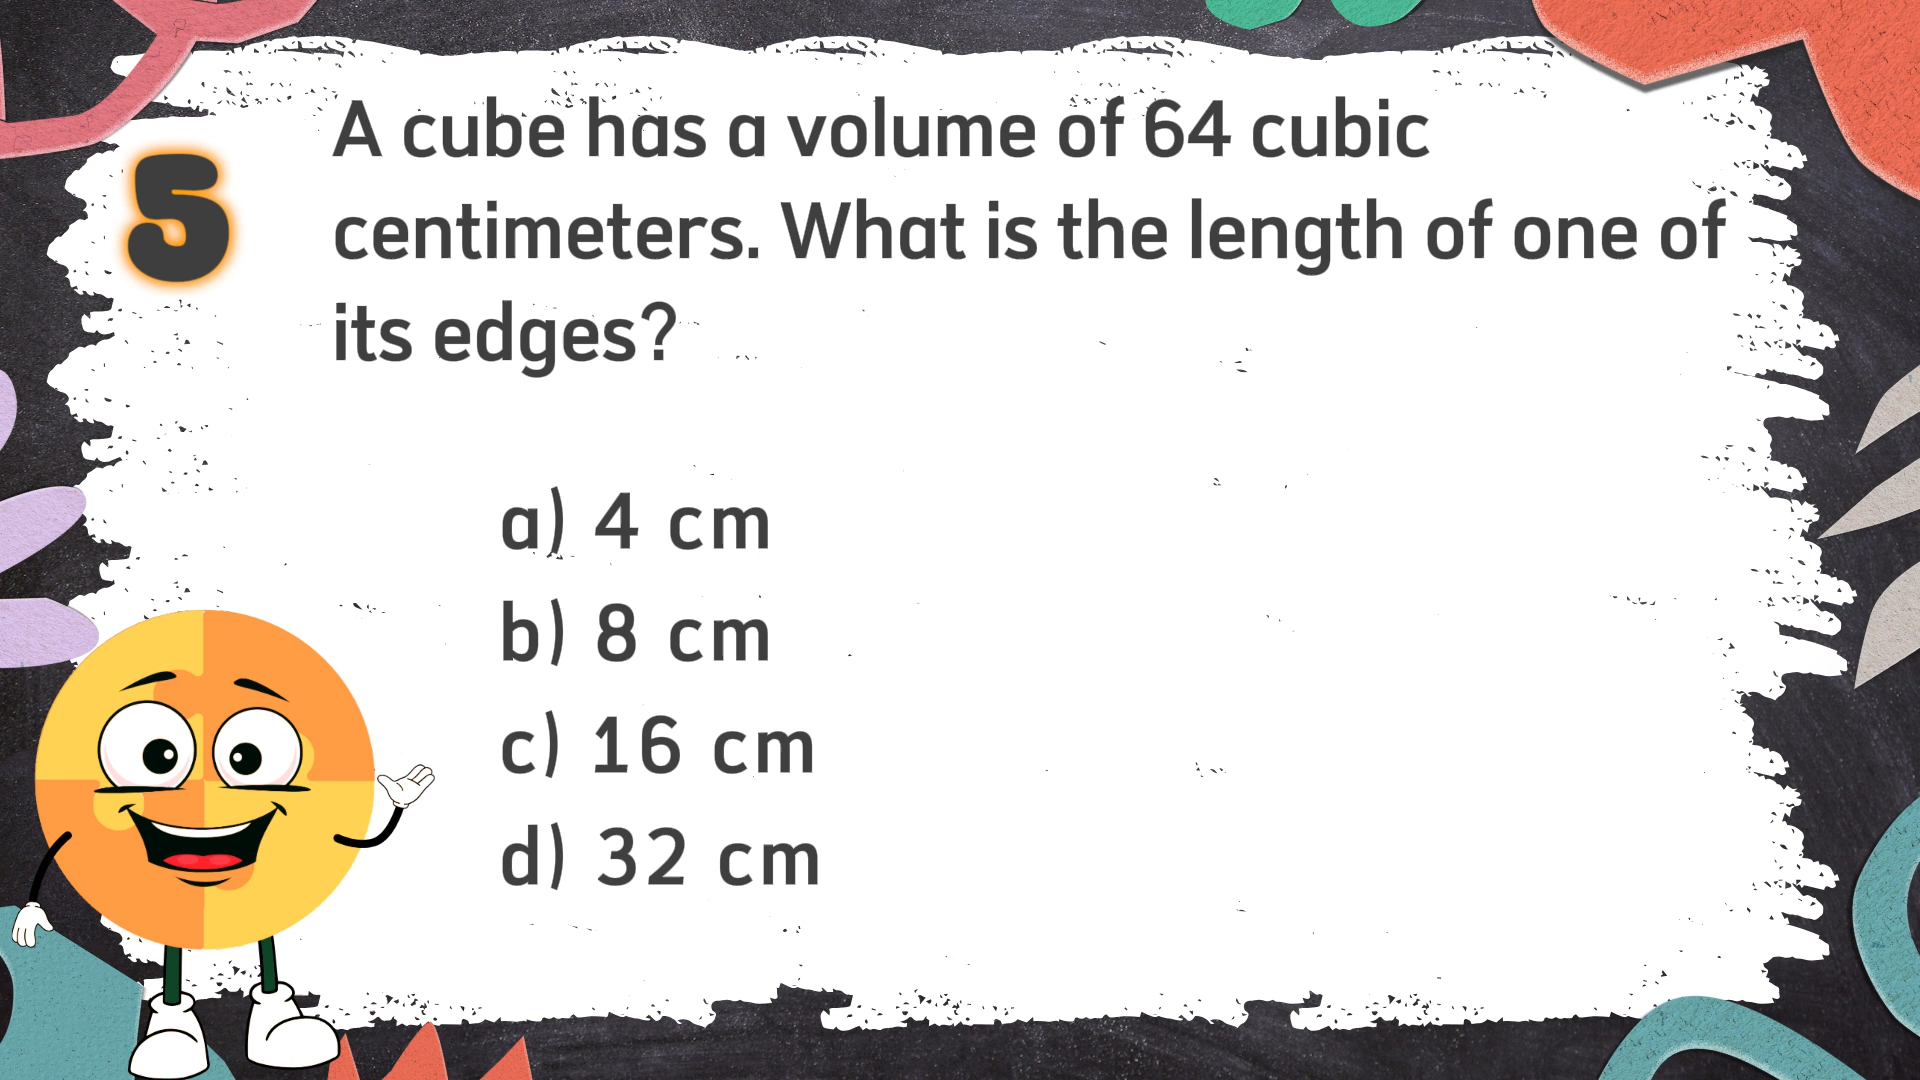 5
A cube has a volume of 64 cubic
centimeters. What is the length of one of
its edges?
a) 4 cm
b) 8 cm
c) 16 cm
d) 32 cm